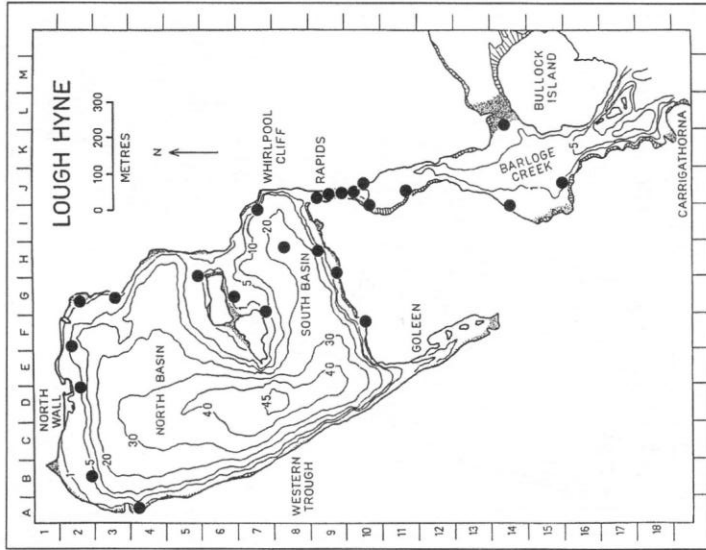 LOUGH HYNE
0 100 200 300
METRES
N
WHIRLPOOL
CLIFF
RAPIDS
NORTH
WALL
NORTH BASIN
SOUTH BASIN
WESTERN
TROUGH
GOLEEN
BARLOGE
CREEK
BULLOCK
ISLAND
CARRIGATHORNA
1
5
20
30
40
45
10
5
1
20
30
40
5
A B C D E F G H I J K L M
1 2 3 4 5 6 7 8 9 10 11 12 13 14 15 16 17 18